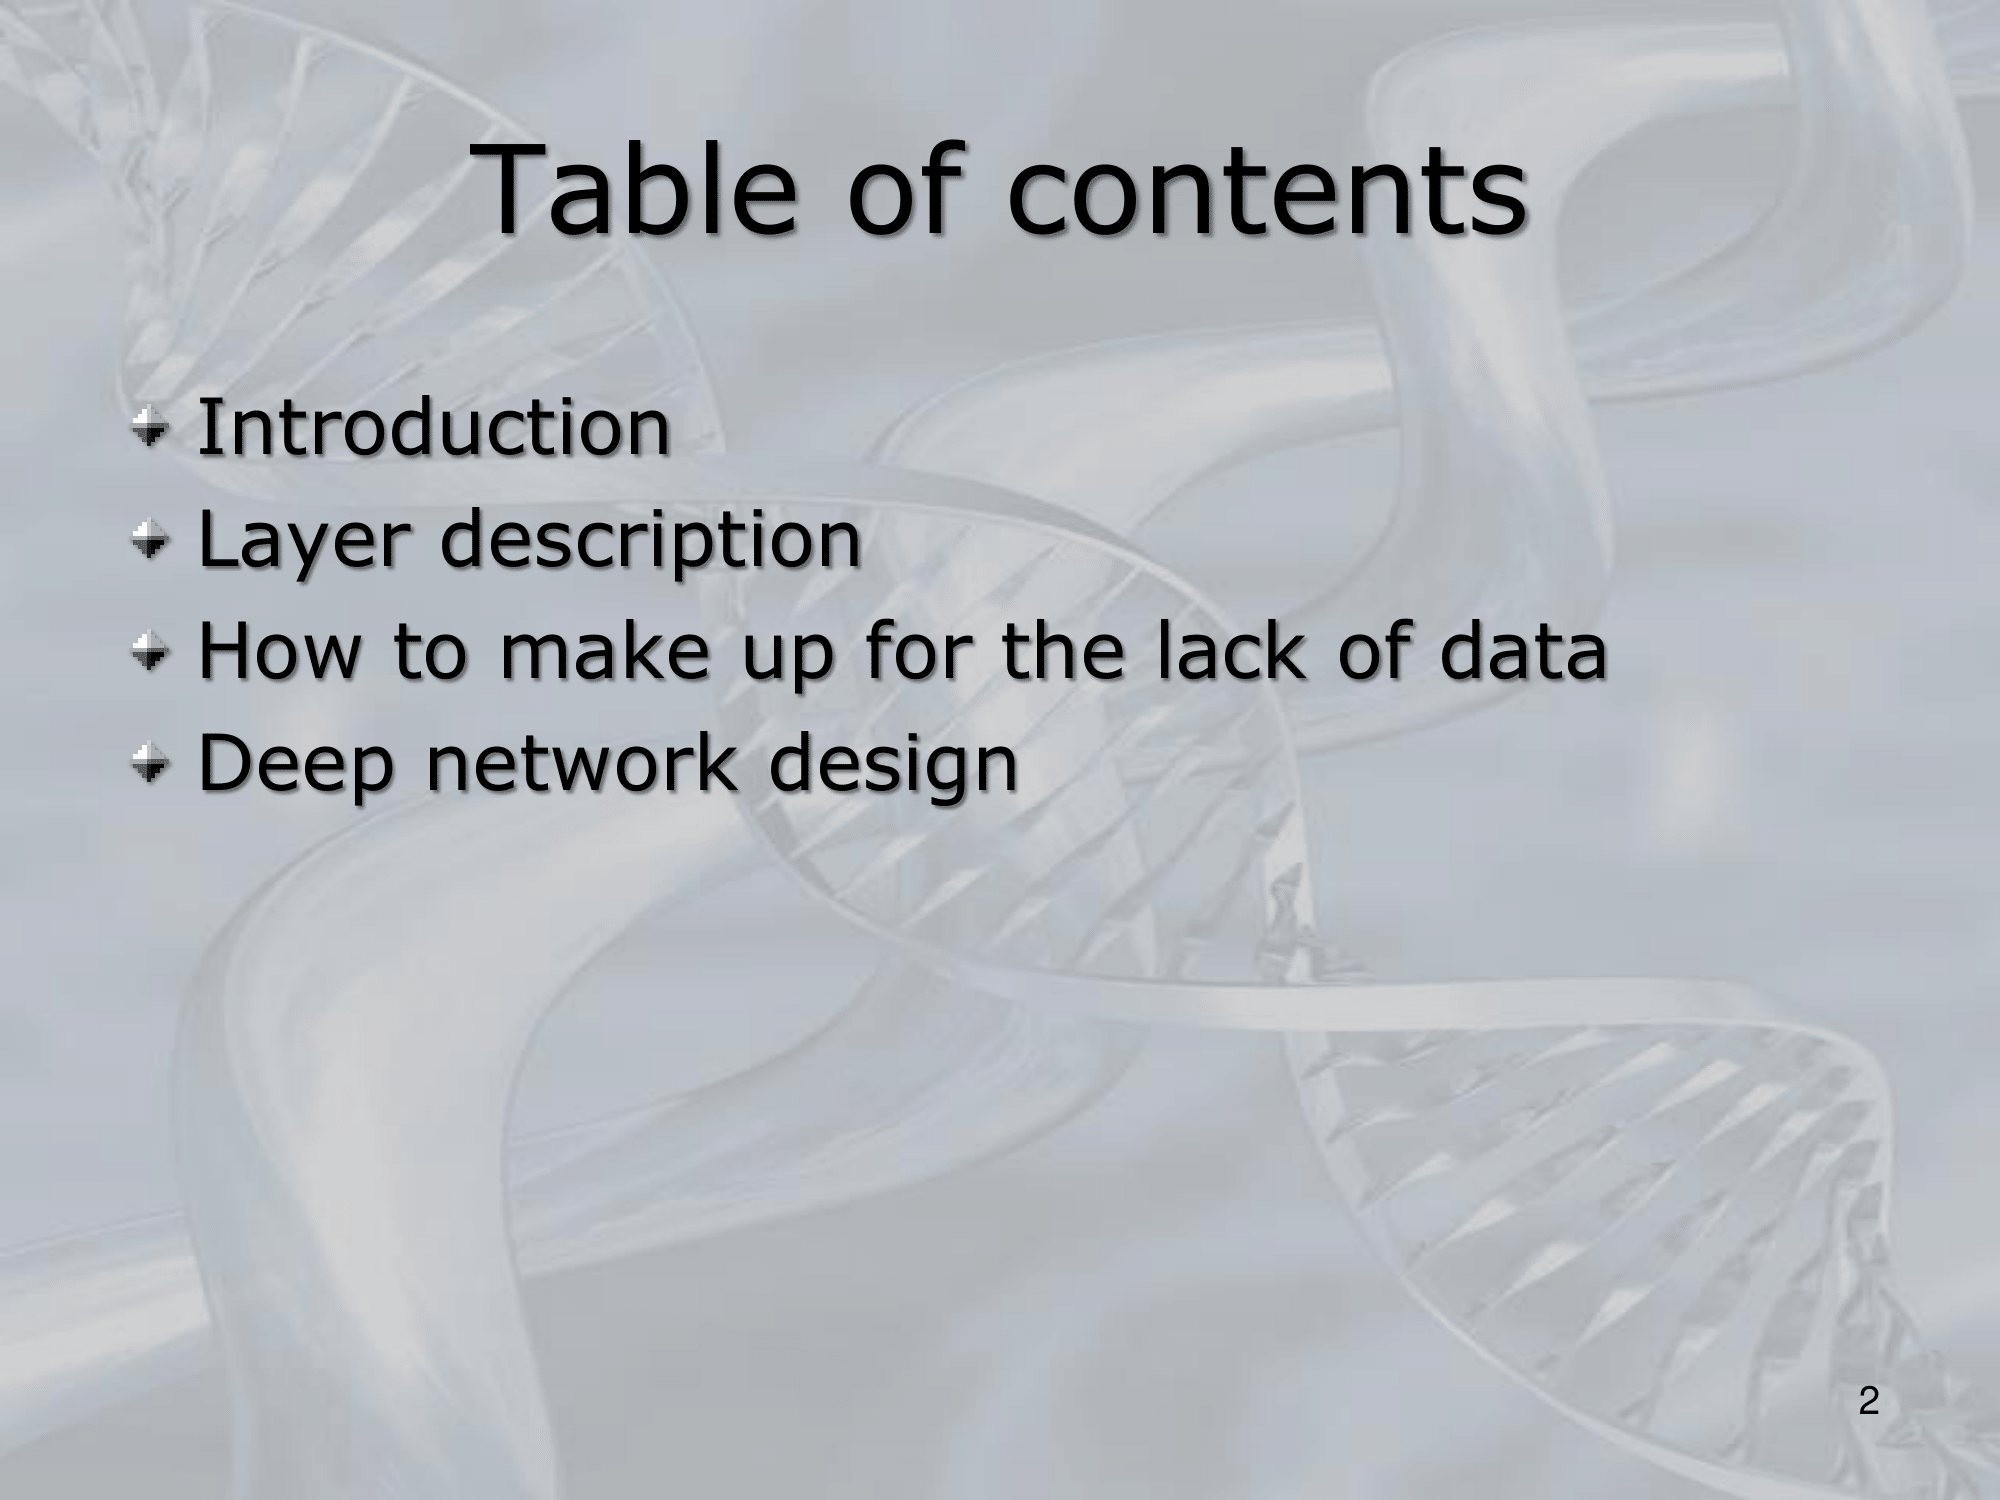 Table of contents
Introduction
Layer description
How to make up for the lack of data
Deep network design
2